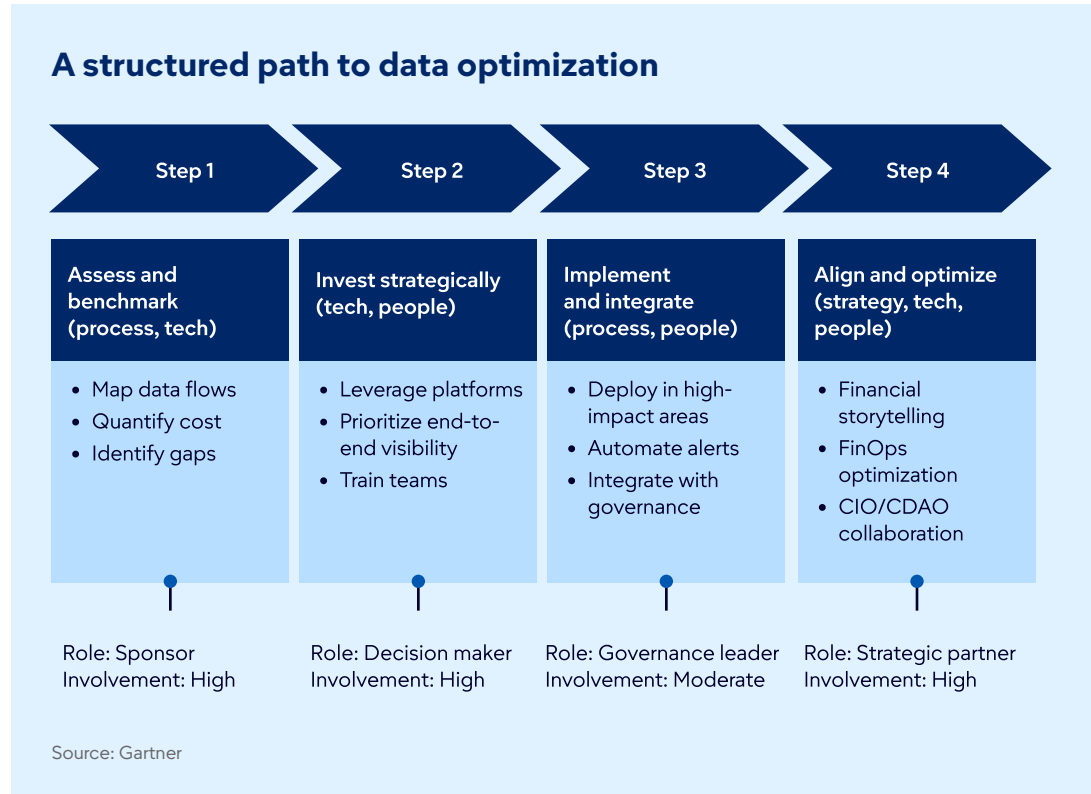 A structured path to data optimization
Step 1
Step 2
Step 3
Step 4
Assess and
benchmark
(process, tech)
• Map data flows
• Quantify cost
• Identify gaps
Role: Sponsor
Involvement: High
Invest strategically
(tech, people)
• Leverage platforms
• Prioritize end-to-
end visibility
• Train teams
Role: Decision maker
Involvement: High
Implement
and integrate
(process, people)
• Deploy in high-
impact areas
• Automate alerts
• Integrate with
governance
Role: Governance leader
Involvement: Moderate
Align and optimize
(strategy, tech,
people)
• Financial
storytelling
• FinOps
optimization
• CIO/CDAO
collaboration
Role: Strategic partner
Involvement: High
Source: Gartner